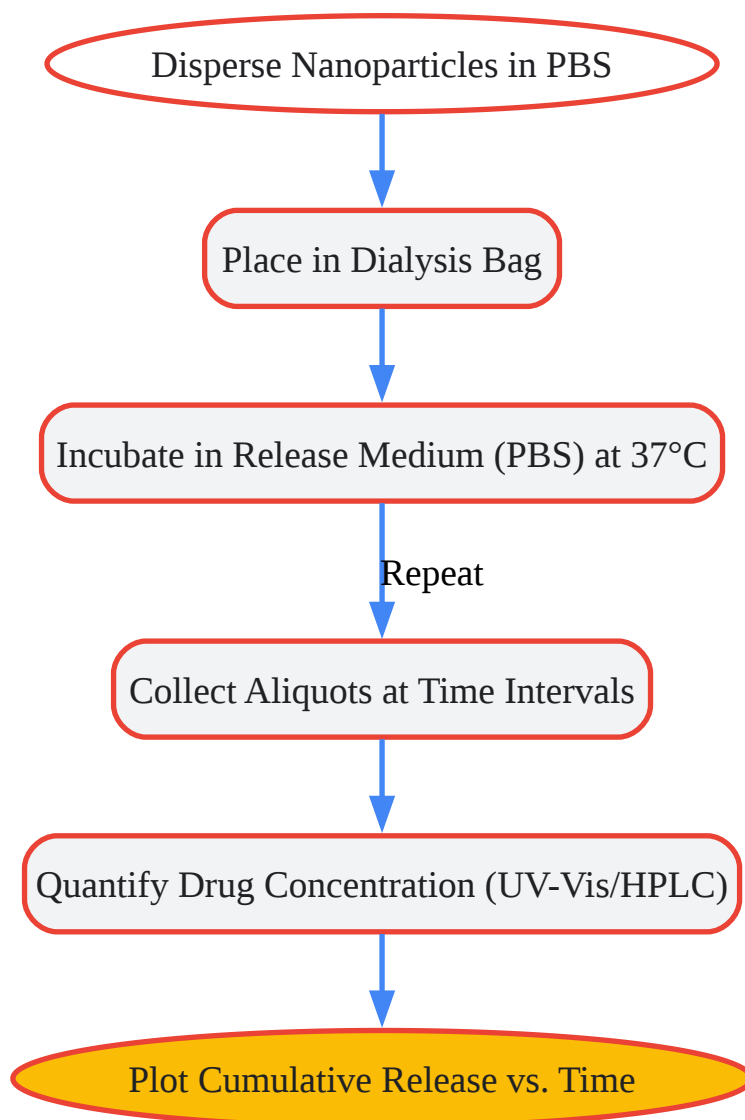 Disperse Nanoparticles in PBS
Place in Dialysis Bag
Incubate in Release Medium (PBS) at 37°C
Repeat
Collect Aliquots at Time Intervals
Quantify Drug Concentration (UV-Vis/HPLC)
Plot Cumulative Release vs. Time